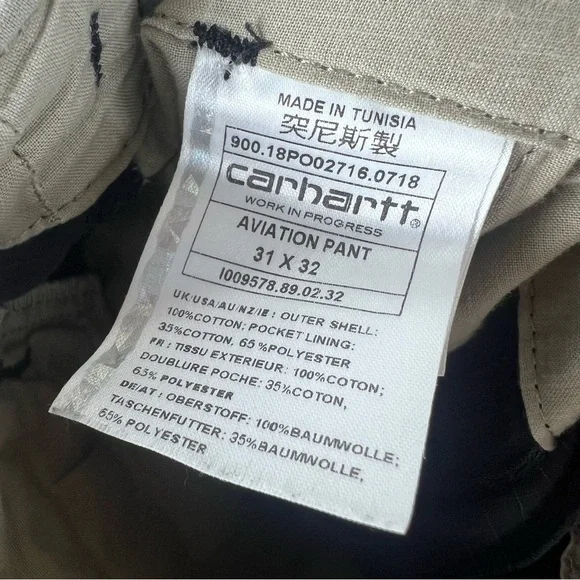 MADE IN TUNISIA
突尼斯製
900.18PO02716.0718
carhartt®
WORK IN PROGRESS
AVIATION PANT
31 X 32
I009578.89.02.32
UK/USA/AU/NZ/IE: OUTER SHELL:
100%COTTON; POCKET LINING:
35%COTTON, 65 %POLYESTER
FR: TISSU EXTERIEUR: 100%COTON;
DOUBLURE POCHE: 35%COTON,
65% POLYESTER
DE/AT: OBERSTOFF: 100%BAUMWOLLE;
TASCHENFUTTER: 35%BAUMWOLLE,
65% POLYESTER